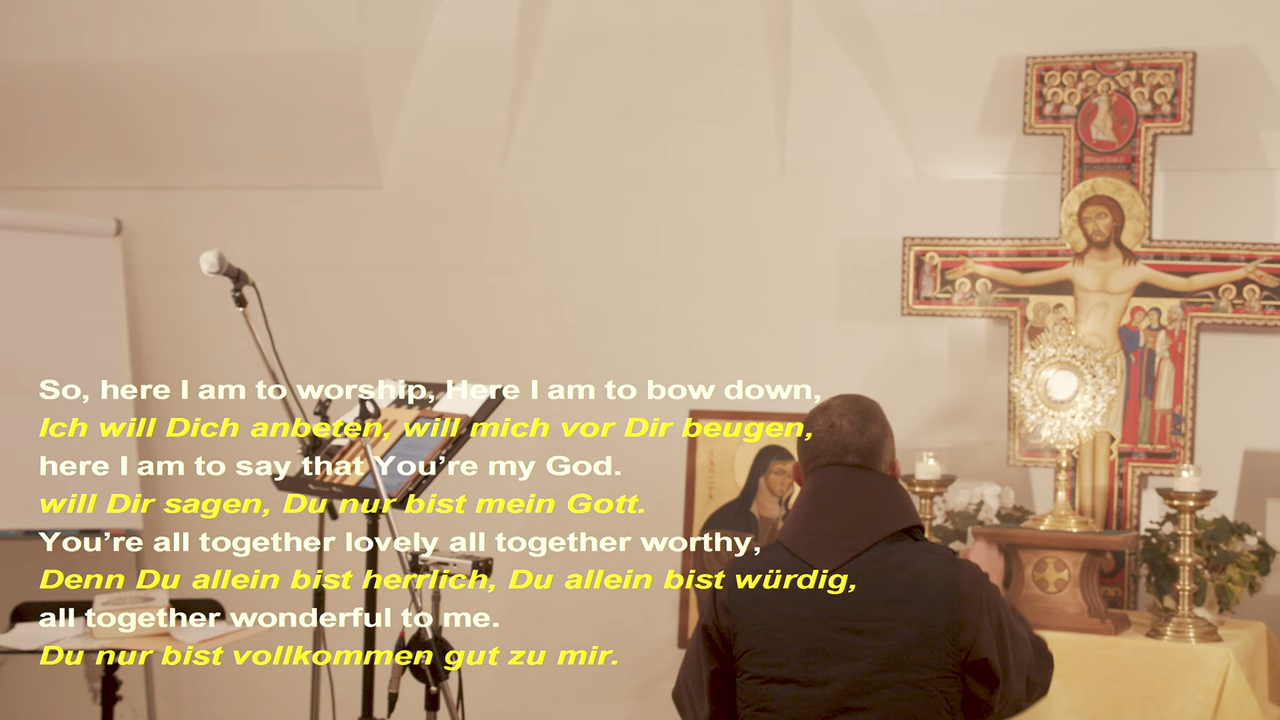 So, here I am to worship, Here I am to bow down,
Ich will Dich anbeten, will mich vor Dir beugen,
here I am to say that You’re my God.
will Dir sagen, Du nur bist mein Gott.
You’re all together lovely all together worthy,
Denn Du allein bist herrlich, Du allein bist würdig,
all together wonderful to me.
Du nur bist vollkommen gut zu mir.